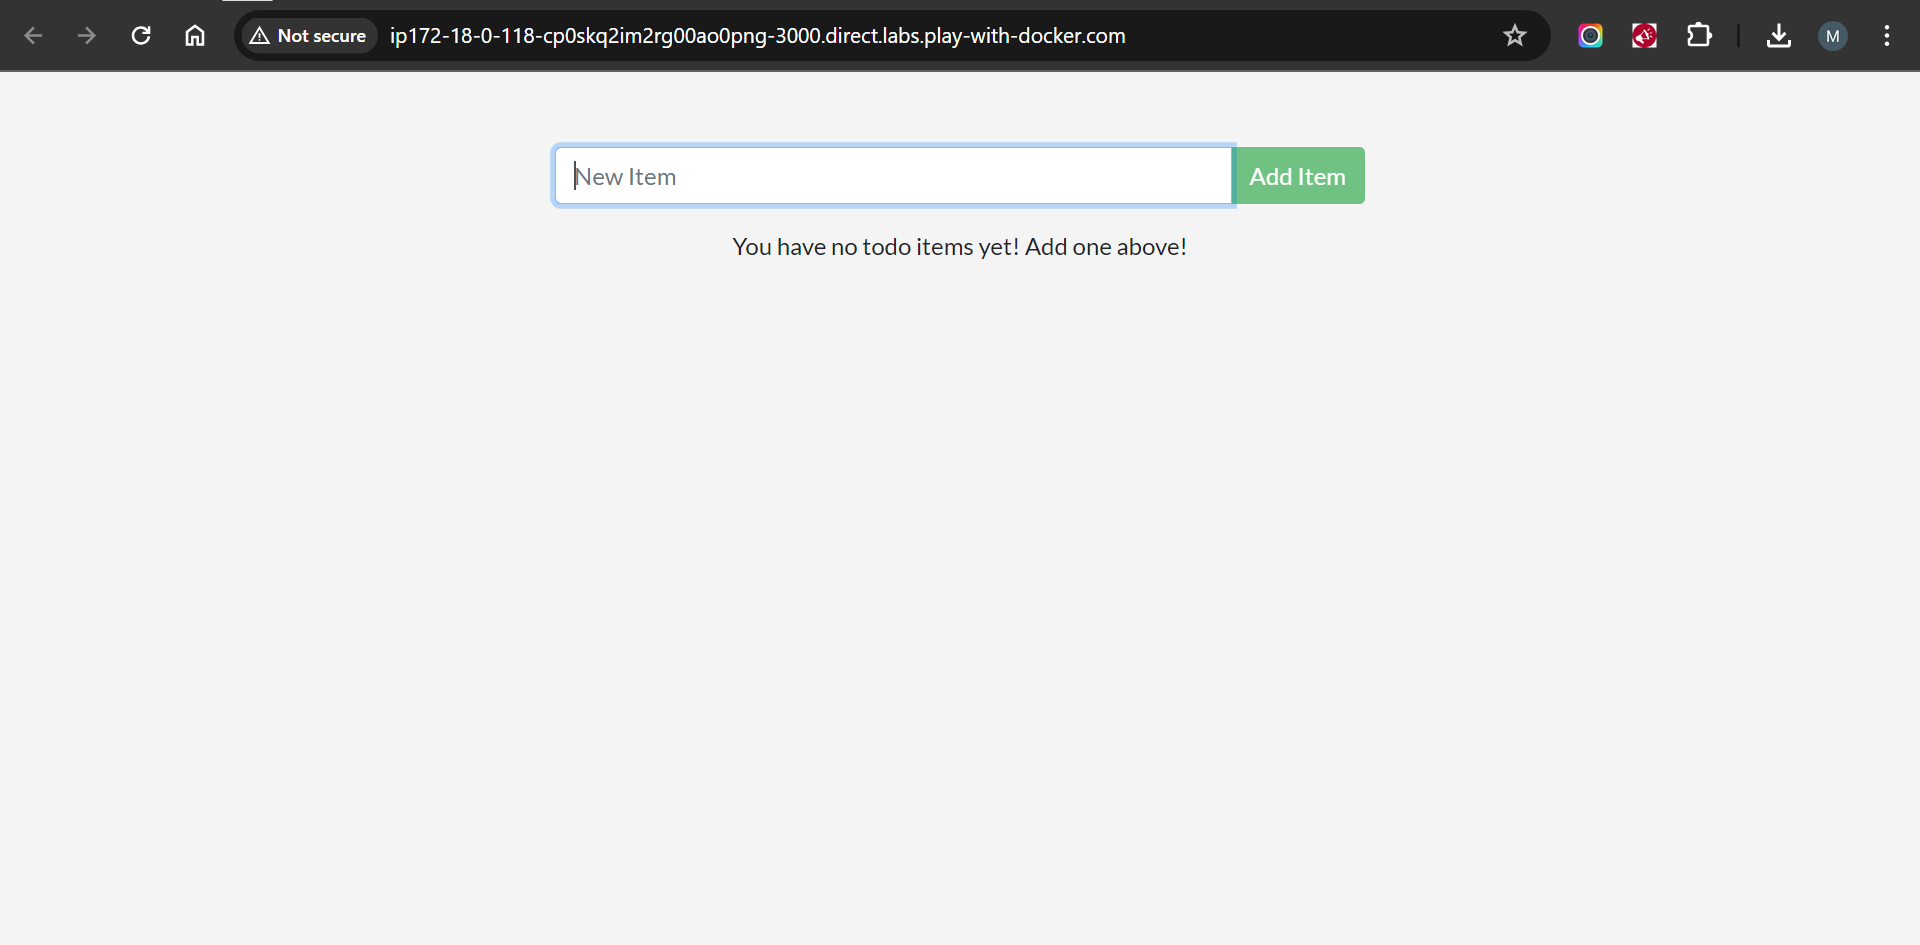 Not secure
ip172-18-0-118-cp0skq2im2rg00ao0png-3000.direct.labs.play-with-docker.com
M
New Item
Add Item
You have no todo items yet! Add one above!